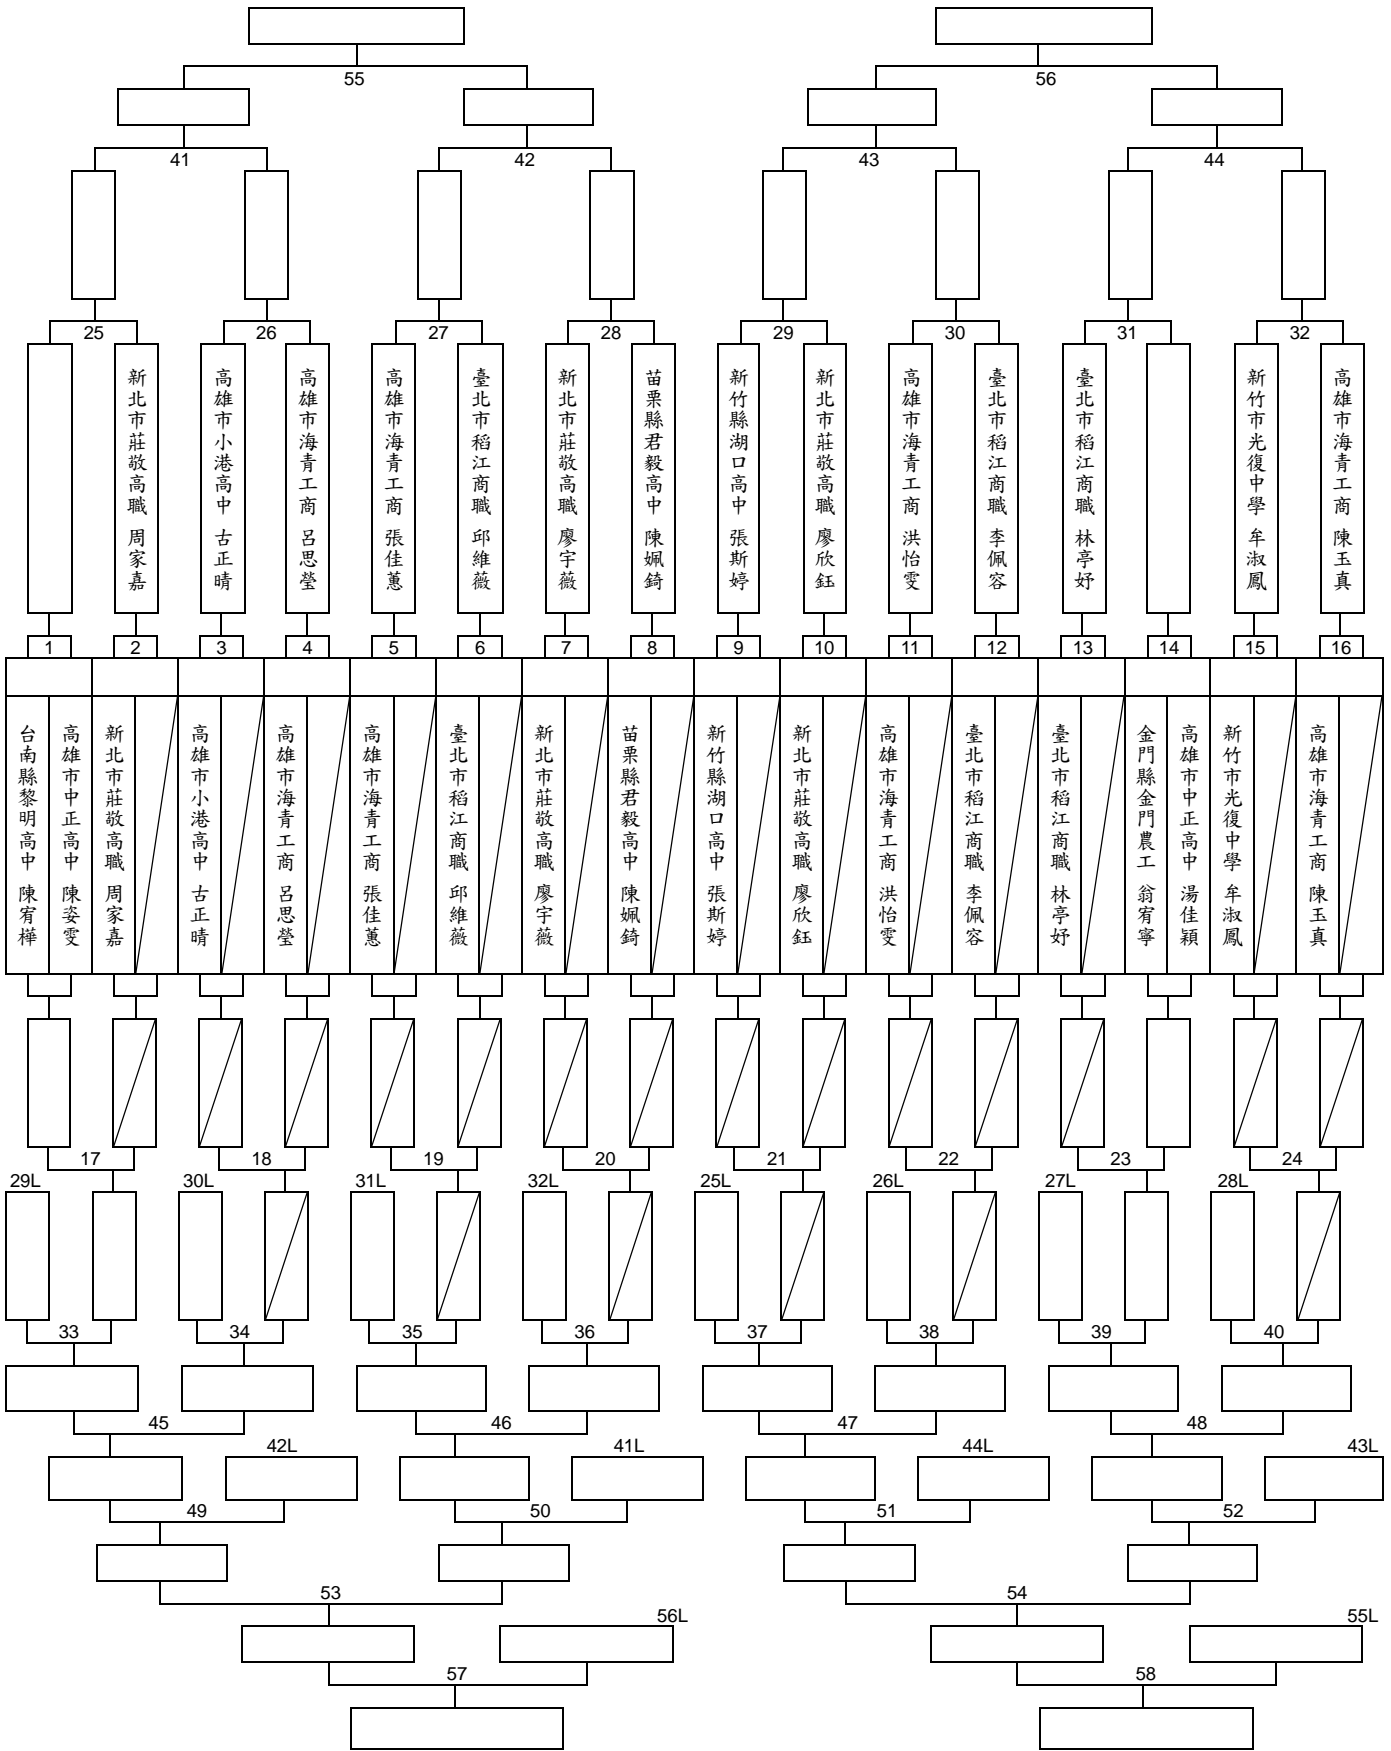 55
56
41
42
43
44
25
26
27
28
29
30
31
32
新北市莊敬高職 周家嘉
高雄市小港高中 古正晴
高雄市海青工商 呂思瑩
高雄市海青工商 張佳蕙
臺北市稻江商職 邱維薇
新北市莊敬高職 廖宇薇
苗栗縣君毅高中 陳姵錡
新竹縣湖口高中 張斯婷
新北市莊敬高職 廖欣鈺
高雄市海青工商 洪怡雯
臺北市稻江商職 李佩容
臺北市稻江商職 林亭妤
新竹市光復中學 牟淑鳳
高雄市海青工商 陳玉真
1
2
3
4
5
6
7
8
9
10
11
12
13
14
15
16
台南縣黎明高中 陳宥樺
高雄市中正高中 陳姿雯
新北市莊敬高職 周家嘉
高雄市小港高中 古正晴
高雄市海青工商 呂思瑩
高雄市海青工商 張佳蕙
臺北市稻江商職 邱維薇
新北市莊敬高職 廖宇薇
苗栗縣君毅高中 陳姵錡
新竹縣湖口高中 張斯婷
新北市莊敬高職 廖欣鈺
高雄市海青工商 洪怡雯
臺北市稻江商職 李佩容
臺北市稻江商職 林亭妤
金門縣金門農工 翁宥寧
高雄市中正高中 湯佳穎
新竹市光復中學 牟淑鳳
高雄市海青工商 陳玉真
17
18
19
20
21
22
23
24
29L
30L
31L
32L
25L
26L
27L
28L
33
34
35
36
37
38
39
40
45
46
47
48
42L
41L
44L
43L
49
50
51
52
53
54
56L
55L
57
58